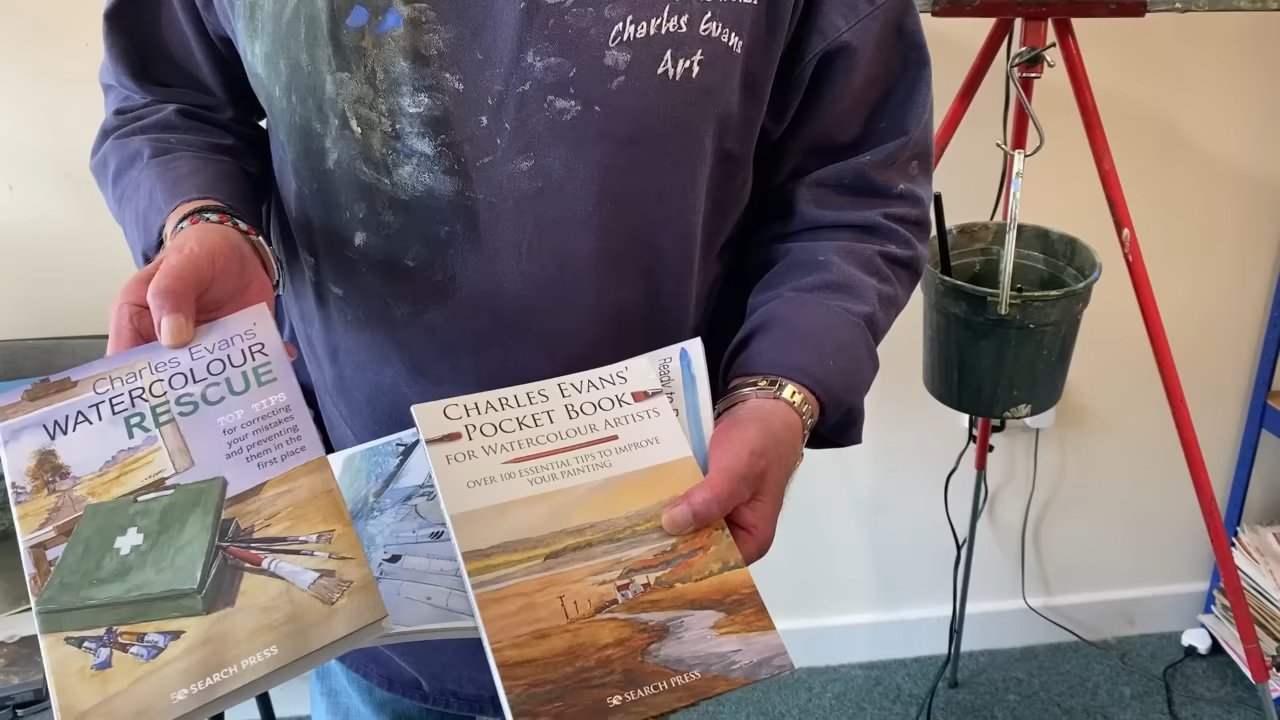 Charles Evans
Art
Charles Evans'
WATERCOLOUR
RESCUE
TOP TIPS
for correcting
your mistakes
and preventing
them in the
first place
SEARCH PRESS
CHARLES EVANS'
POCKET BOOK
FOR WATERCOLOUR ARTISTS
OVER 100 ESSENTIAL TIPS TO IMPROVE
YOUR PAINTING
SEARCH PRESS
Ready to